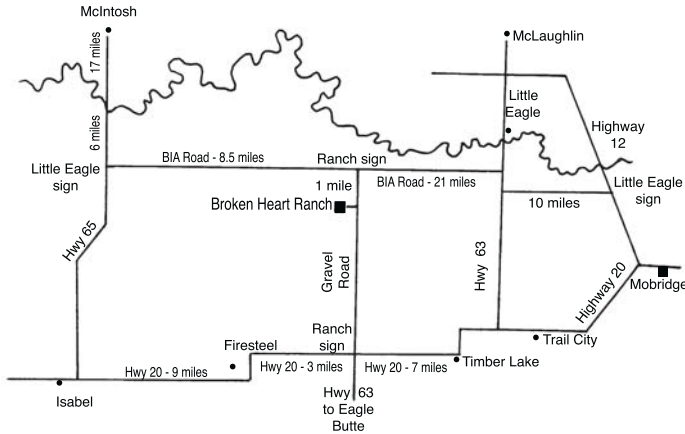 McIntosh
17 miles
6 miles
McLaughlin
Little
Eagle
Highway
12
BIA Road - 8.5 miles
Ranch sign
Little Eagle
sign
BIA Road - 21 miles
Little Eagle
sign
1 mile
Broken Heart Ranch
10 miles
Hwy 65
Gravel
Road
Hwy 63
Highway 20
Mobridge
Ranch
sign
Firesteel
Trail City
Timber Lake
Hwy 20 - 9 miles
Hwy 20 - 3 miles
Hwy 20 - 7 miles
Isabel
Hwy 63
to Eagle
Butte